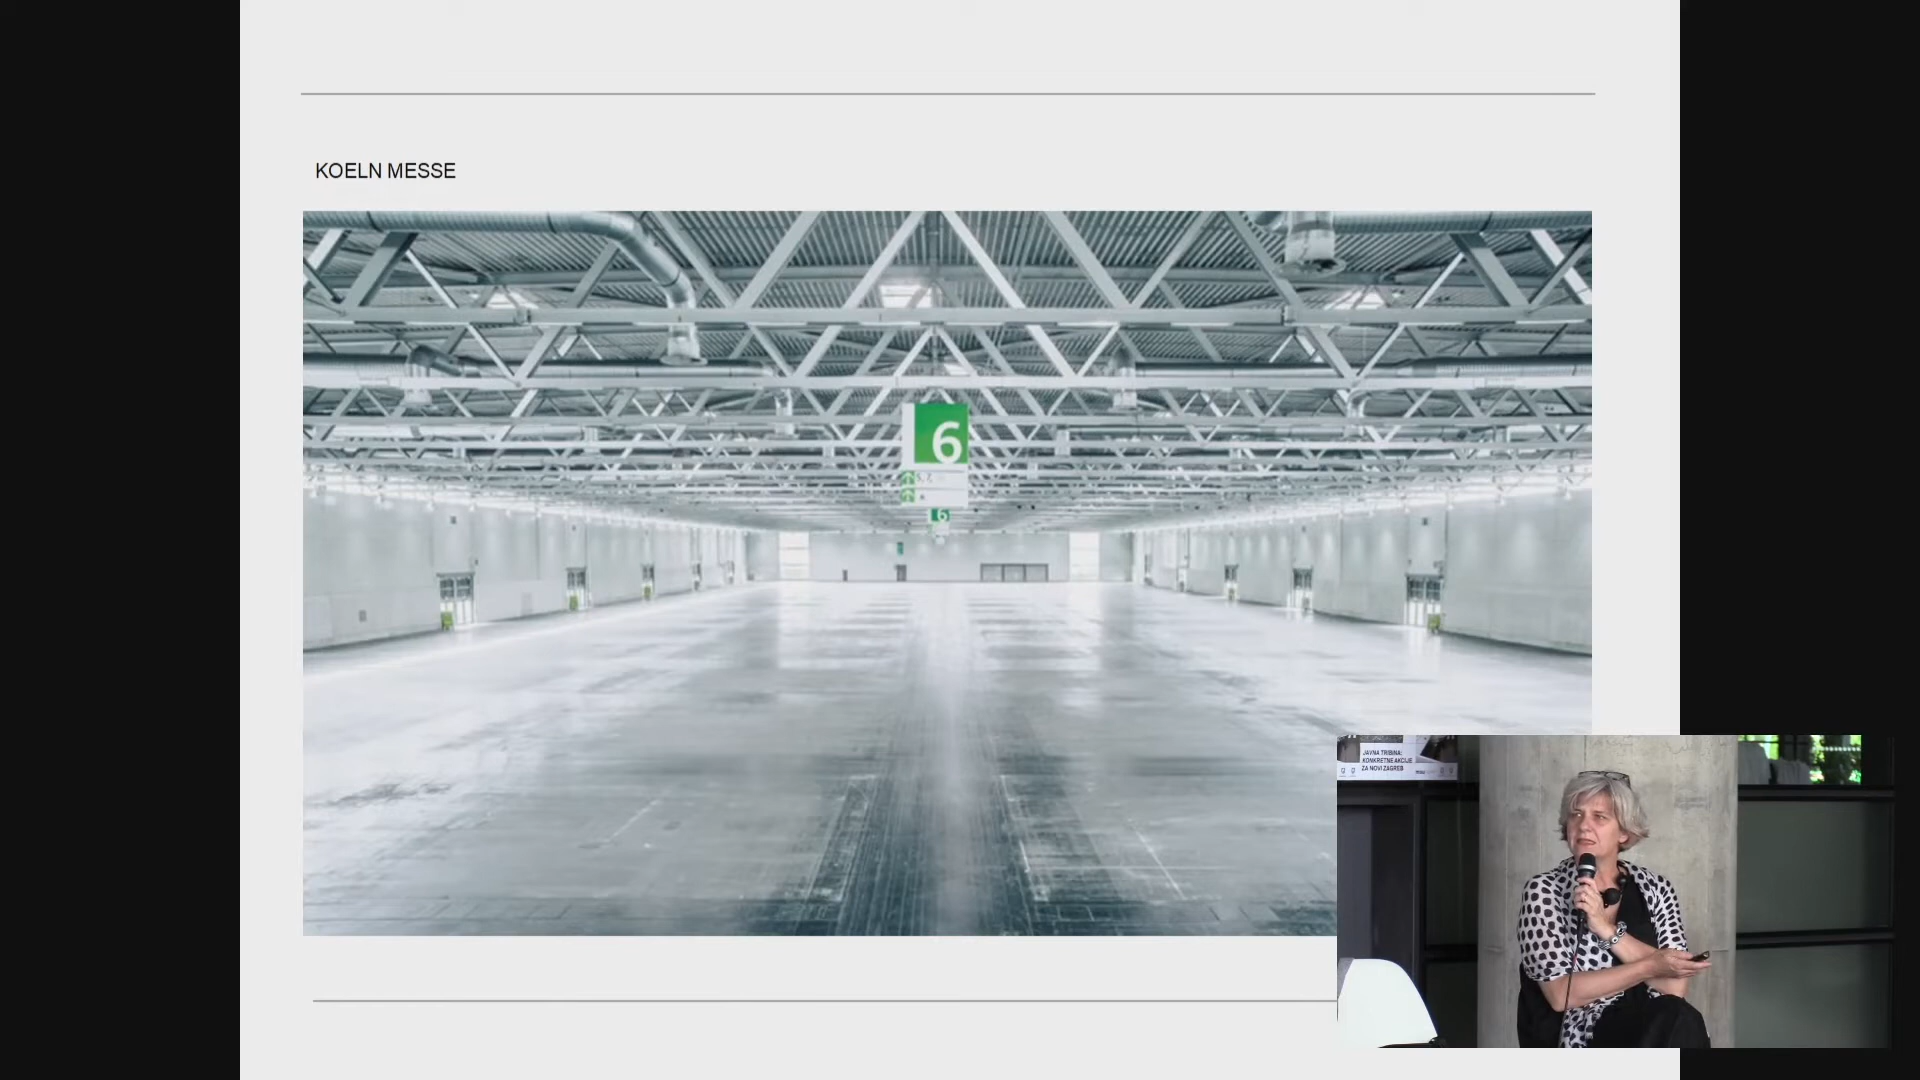 KOELN MESSE
6
6
JAVNA TRIBINA:
KONKRETNE AKCIJE
ZA NOVI ZAGREB